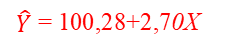 Ŷ = 100,28+2,70X